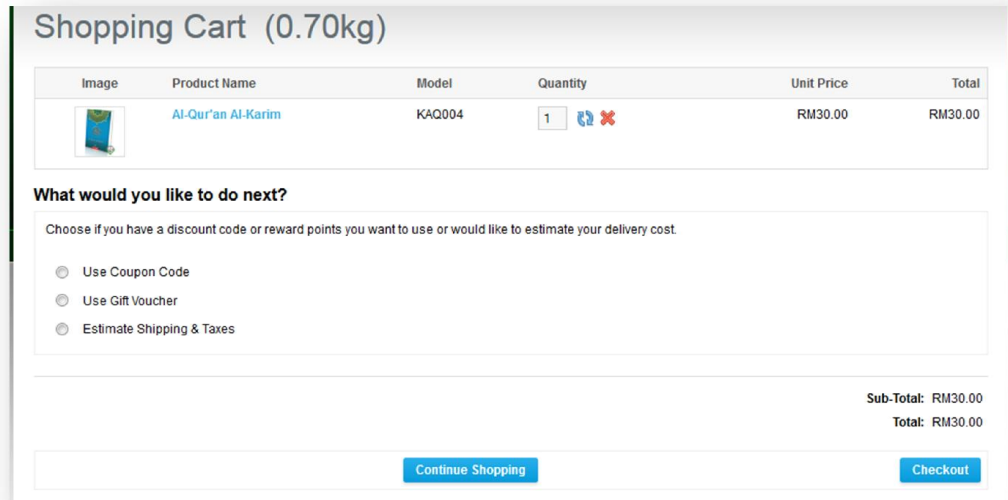 Shopping Cart (0.70kg)
Image Product Name Model Quantity Unit Price Total
Al-Qur'an Al-Karim KAQ004 1 RM30.00 RM30.00
What would you like to do next?
Choose if you have a discount code or reward points you want to use or would like to estimate your delivery cost.
Use Coupon Code
Use Gift Voucher
Estimate Shipping & Taxes
Sub-Total: RM30.00
Total: RM30.00
Continue Shopping Checkout